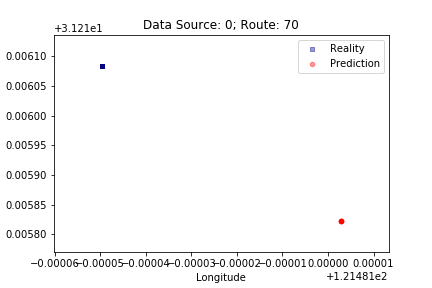 Data Source: 0; Route: 70
+3.121e1
Reality
Prediction
0.00610
0.00605
0.00600
0.00595
0.00590
0.00585
0.00580
−0.00006 −0.00005 −0.00004 −0.00003 −0.00002 −0.00001 0.00000 0.00001
Longitude
+1.21481e2